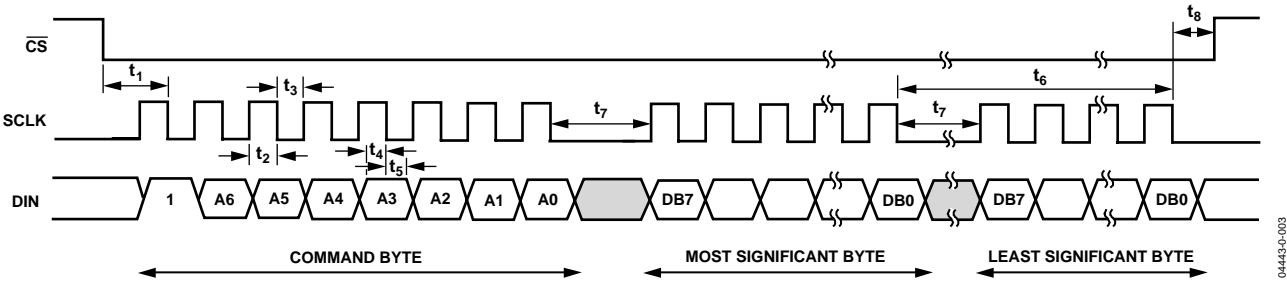 t8
CS
t1
t3
t6
SCLK
t7
t7
t2
t4
t5
DIN
1
A6
A5
A4
A3
A2
A1
A0
DB7
DB0
DB7
DB0
COMMAND BYTE
MOST SIGNIFICANT BYTE
LEAST SIGNIFICANT BYTE
04443-0-003